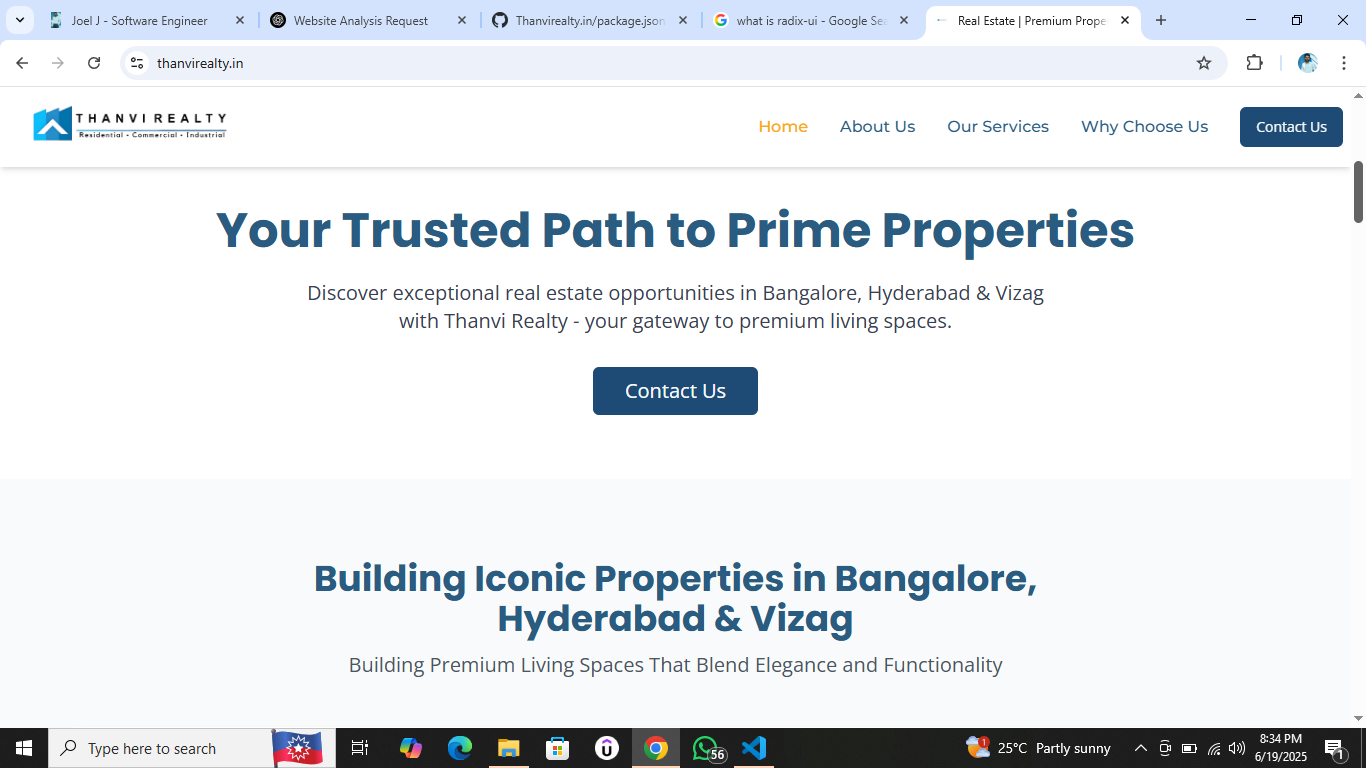 Joel J - Software Engineer
Website Analysis Request
Thanvirealty.in/package.json
what is radix-ui - Google Sea
Real Estate | Premium Prope
thanvirealty.in
THANVI REALTY
Residential - Commercial - Industrial
Home
About Us
Our Services
Why Choose Us
Contact Us
Your Trusted Path to Prime Properties
Discover exceptional real estate opportunities in Bangalore, Hyderabad & Vizag
with Thanvi Realty - your gateway to premium living spaces.
Contact Us
Building Iconic Properties in Bangalore,
Hyderabad & Vizag
Building Premium Living Spaces That Blend Elegance and Functionality
Type here to search
56
1
25°C Partly sunny
8:34 PM
6/19/2025
1